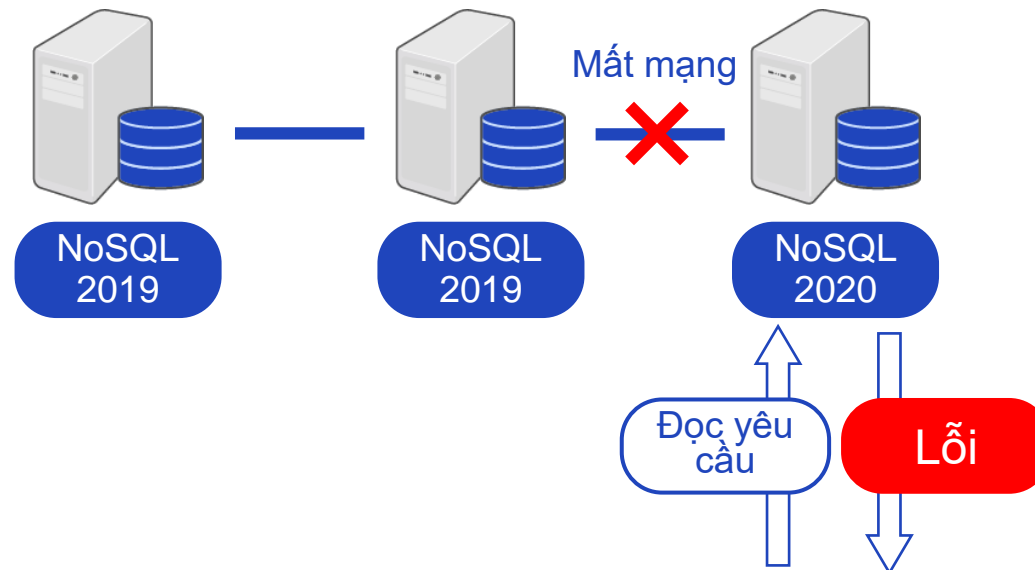 Mất mạng
NoSQL
2019
NoSQL
2019
NoSQL
2020
Đọc yêu
cầu
Lỗi